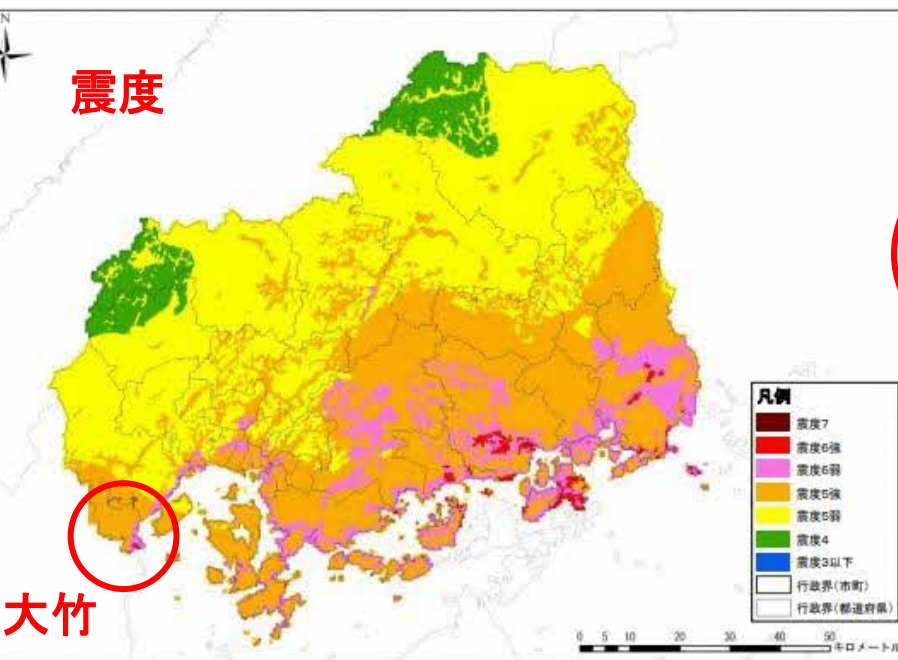 N
震度
大竹
凡例
震度7
震度6強
震度6弱
震度5強
震度5弱
震度4
震度3以下
行政界(市町)
行政界(都道府県)
0 5 10 20 30 40 50
キロメートル